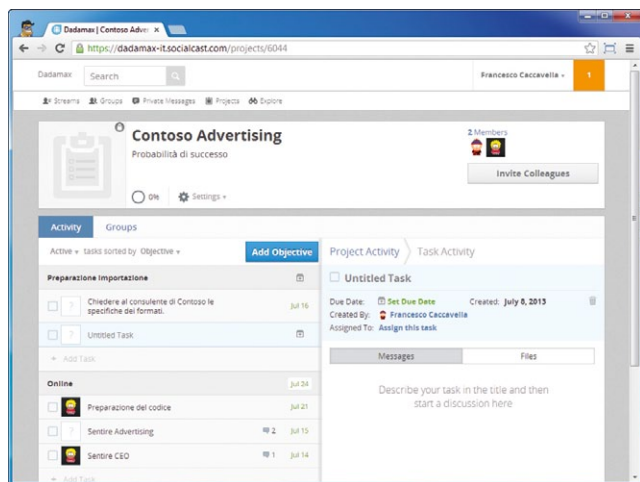 Dadamax | Contoso Adver
https://dadamax-it.socialcast.com/projects/6044
Dadamax Search Francesco Caccavella 1
Streams Groups Private Messages Projects Explore
Contoso Advertising
Probabilità di successo
0% Settings
2 Members
Invite Colleagues
Activity Groups
Active tasks sorted by Objective Add Objective
Preparazione Importazione
Chiedere al consulente di Contoso le
specifiche dei formati. Jul 16
? Untitled Task
+ Add Task
Online Jul 24
Preparazione del codice Jul 21
? Sentire Advertising 2 Jul 15
Sentire CEO 1 Jul 14
+ Add Task
Project Activity Task Activity
Untitled Task
Due Date: Set Due Date Created: July 8, 2013
Created By: Francesco Caccavella
Assigned To: Assign this task
Messages Files
Describe your task in the title and then
start a discussion here